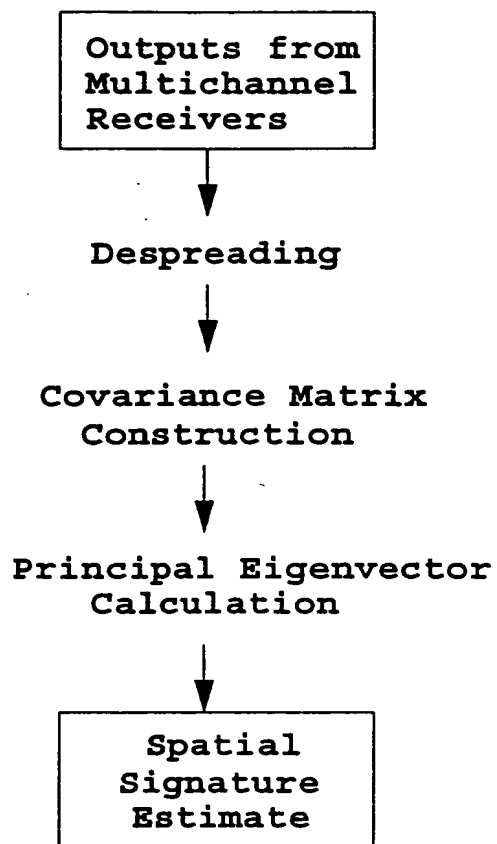 Outputs from
Multichannel
Receivers
Despreading
Covariance Matrix
Construction
Principal Eigenvector
Calculation
Spatial
Signature
Estimate